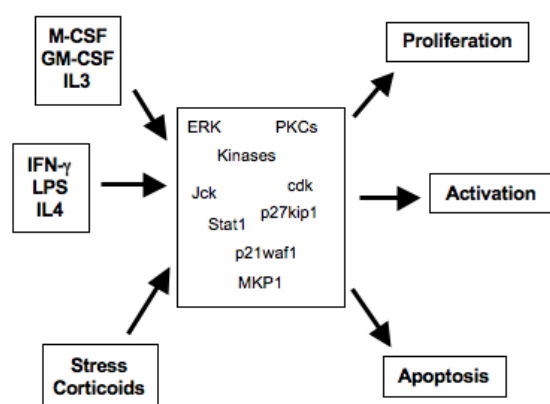 M-CSF
GM-CSF
IL3
Proliferation
ERK PKCs
Kinases
Jck cdk
p27kip1
Stat1
p21waf1
MKP1
IFN-γ
LPS
IL4
Activation
Stress
Corticoids
Apoptosis